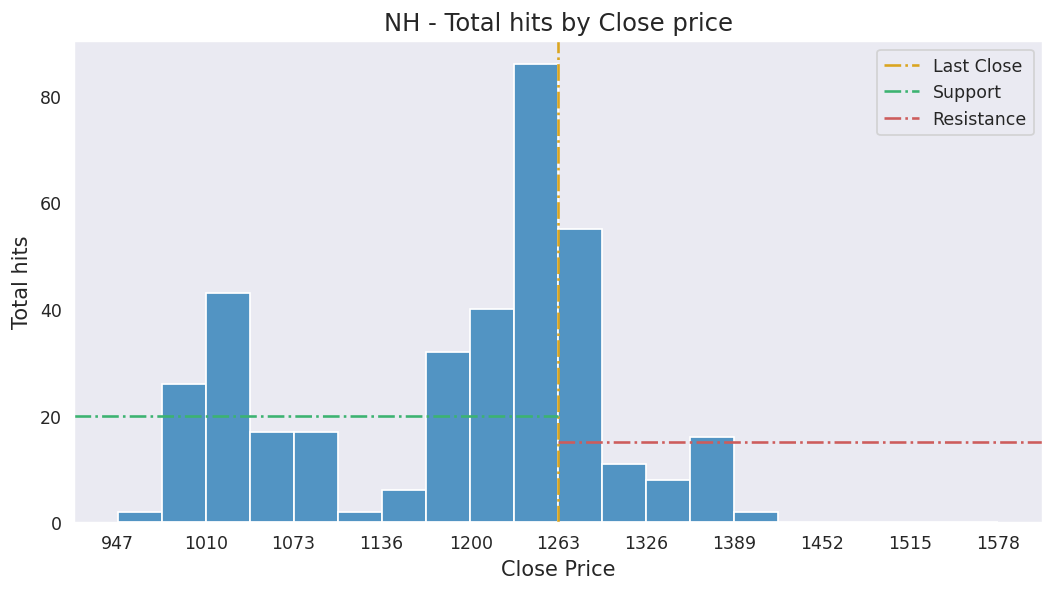 NH - Total hits by Close price
Last Close
Support
Resistance
Total hits
80
60
40
20
0
947 1010 1073 1136 1200 1263 1326 1389 1452 1515 1578
Close Price